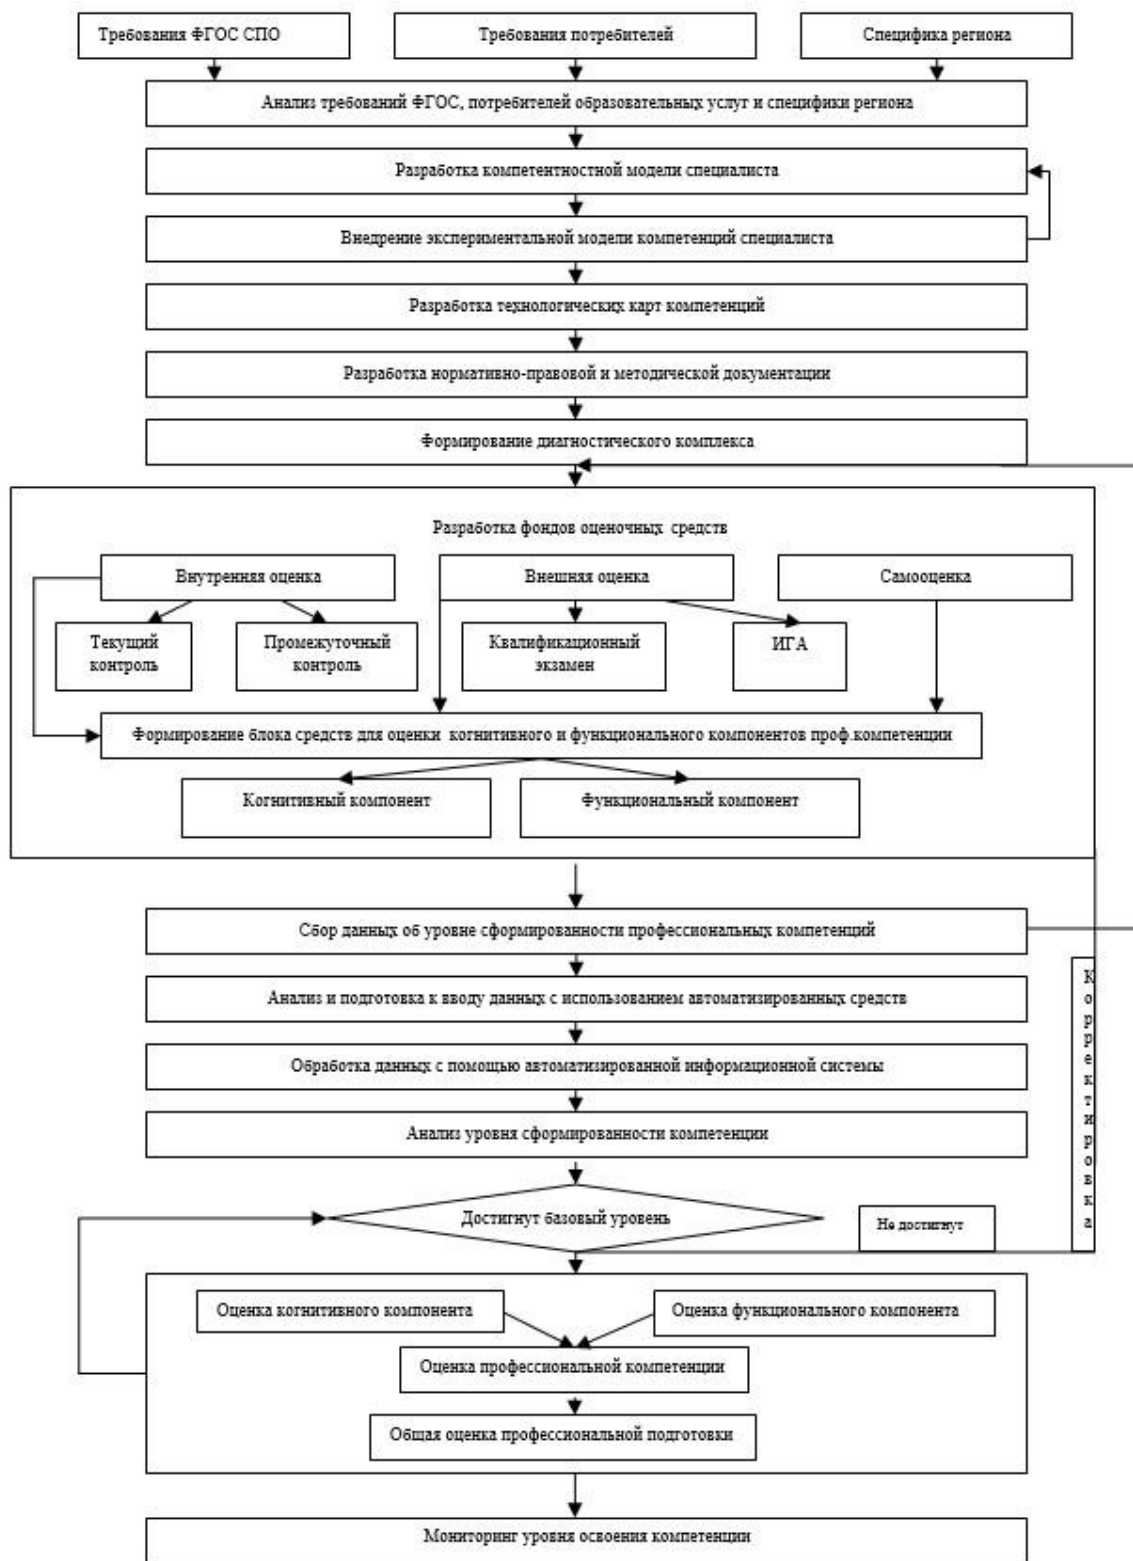 Требования ФГОС СПО
Требования потребителей
Специфика региона
Анализ требований ФГОС, потребителей образовательных услуг и специфики региона
Разработка компетентностной модели специалиста
Внедрение экспериментальной модели компетенций специалиста
Разработка технологических карт компетенций
Разработка нормативно-правовой и методической документации
Формирование диагностического комплекса
Разработка фондов оценочных средств
Внутренняя оценка
Внешняя оценка
Самооценка
Текущий
контроль
Промежуточный
контроль
Квалификационный
экзамен
ИГА
Формирование блока средств для оценки когнитивного и функционального компонентов проф.компетенции
Когнитивный компонент
Функциональный компонент
Сбор данных об уровне сформированности профессиональных компетенций
Анализ и подготовка к вводу данных с использованием автоматизированных средств
Обработка данных с помощью автоматизированной информационной системы
Анализ уровня сформированности компетенции
Корректировка
Достигнут базовый уровень
Не достигнут
Оценка когнитивного компонента
Оценка функционального компонента
Оценка профессиональной компетенции
Общая оценка профессиональной подготовки
Мониторинг уровня освоения компетенции